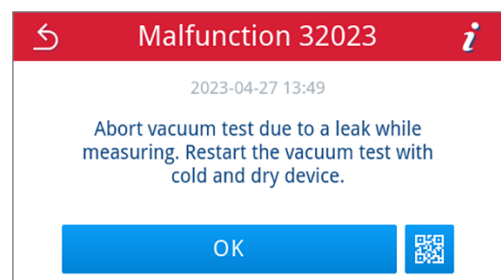 Malfunction 32023
i
2023-04-27 13:49
Abort vacuum test due to a leak while
measuring. Restart the vacuum test with
cold and dry device.
OK